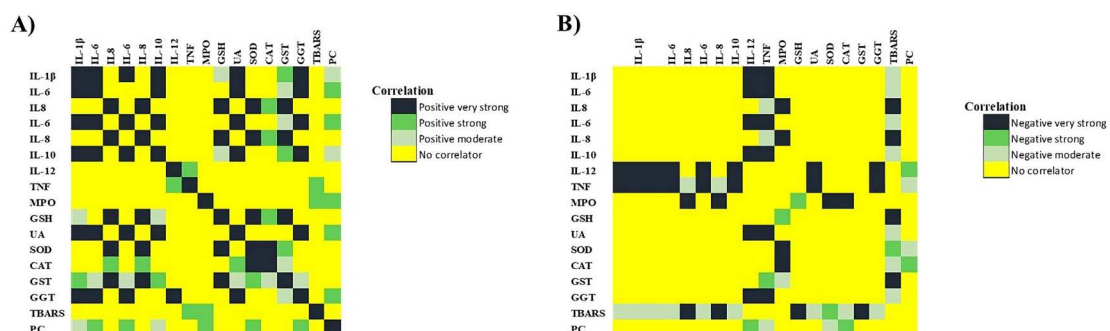 A)
IL-1β IL-6 IL8 IL-6 IL-8 IL-10 IL-12 TNF MPO GSH UA SOD CAT GST GGT TBARS PC
IL-1β
IL-6
IL8
IL-6
IL-8
IL-10
IL-12
TNF
MPO
GSH
UA
SOD
CAT
GST
GGT
TBARS
PC
Correlation
Positive very strong
Positive strong
Positive moderate
No correlator
B)
IL-1β IL-6 IL-8 IL-6 IL-8 IL-10 IL-12 TNF MPO GSH UA SOD CAT GST GGT TBARS PC
IL-1β
IL-6
IL8
IL-6
IL-8
IL-10
IL-12
TNF
MPO
GSH
UA
SOD
CAT
GST
GGT
TBARS
PC
Correlation
Negative very strong
Negative strong
Negative moderate
No correlator